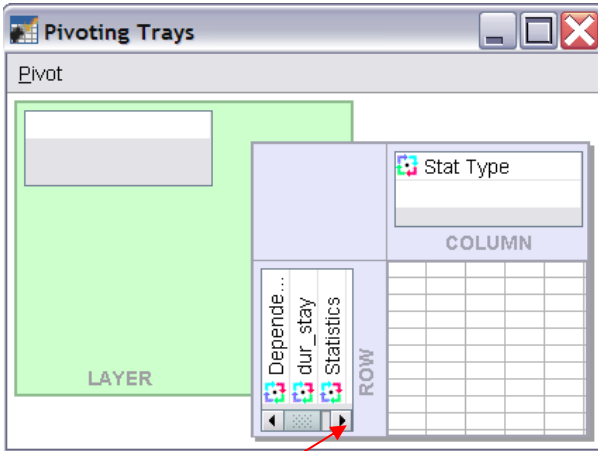 Pivoting Trays
Pivot
Stat Type
COLUMN
Depende...
dur_stay
Statistics
ROW
LAYER